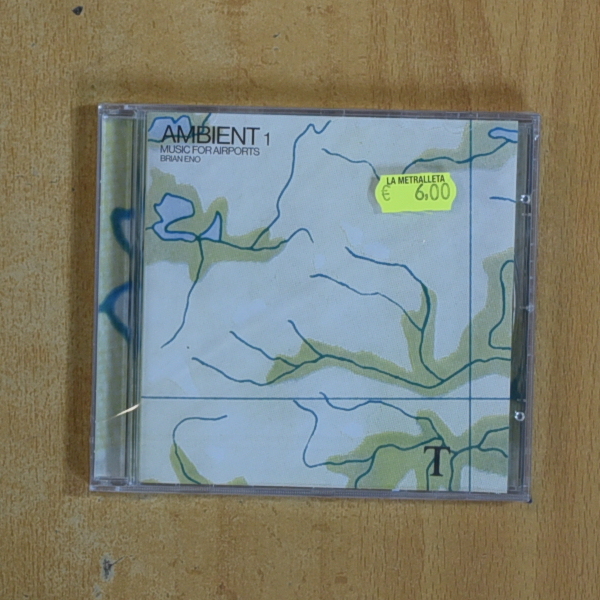 AMBIENT 1
MUSIC FOR AIRPORTS
BRIAN ENO
LA METRALLETA
€ 6,00
T